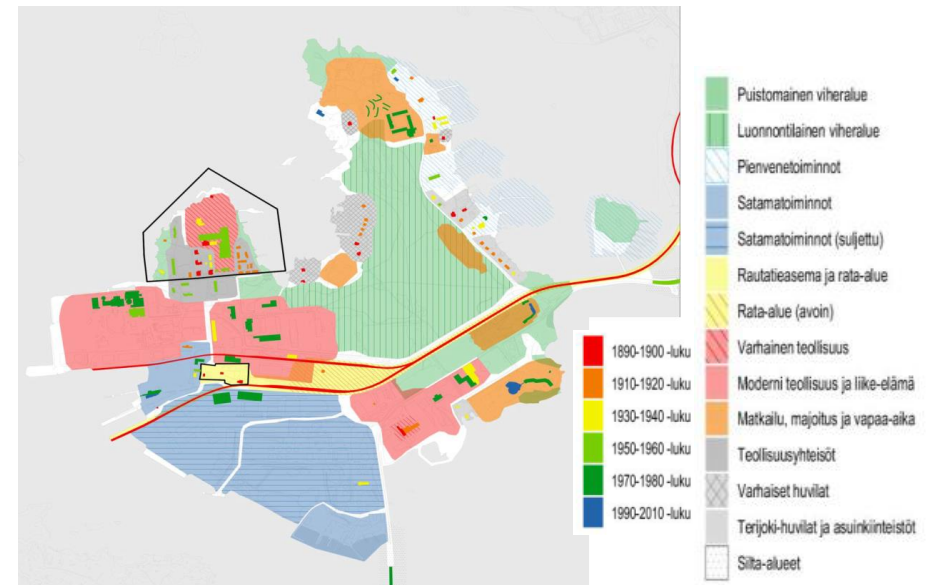 1890-1900 -luku
1910-1920 -luku
1930-1940 -luku
1950-1960 -luku
1970-1980 -luku
1990-2010 -luku
Puistomainen viheralue
Luonnontilainen viheralue
Pienvenetoiminnot
Satamatoiminnot
Satamatoiminnot (suljettu)
Rautatieasema ja rata-alue
Rata-alue (avoin)
Varhainen teollisuus
Moderni teollisuus ja liike-elämä
Matkailu, majoitus ja vapaa-aika
Teollisuusyhteisöt
Varhaiset huvilat
Terijoki-huvilat ja asuinkiinteistöt
Silta-alueet